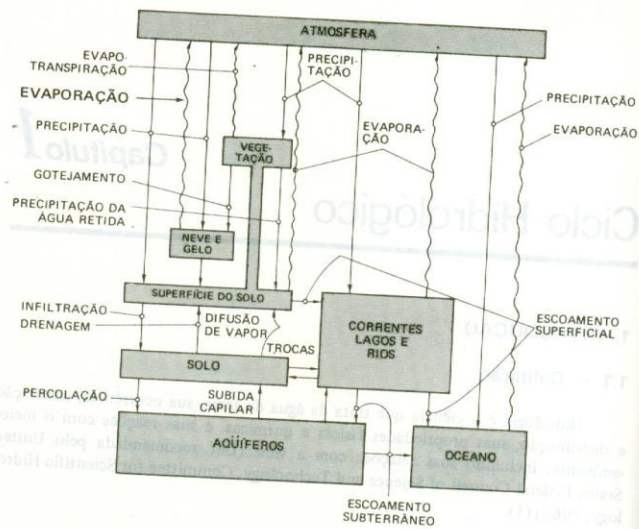 ATMOSFERA
EVAPO-
TRANSPIRAÇÃO
PRECIPI-
TAÇÃO
EVAPORAÇÃO
PRECIPITAÇÃO
PRECIPITAÇÃO
EVAPORA-
ÇÃO
EVAPORAÇÃO
VEGE-
TAÇÃO
Capítulo 1
GOTEJAMENTO
PRECIPITAÇÃO DA
ÁGUA RETIDA
Ciclo Hidrológico
NEVE E
GELO
SUPERFÍCIE DO SOLO
ESCOAMENTO
SUPERFICIAL
INFILTRAÇÃO
DRENAGEM
DIFUSÃO
DE VAPOR
CORRENTES
LAGOS E
RIOS
TROCAS
SOLO
PERCOLAÇÃO
SUBIDA
CAPILAR
AQÜÍFEROS
OCEANO
ESCOAMENTO
SUBTERRÂNEO